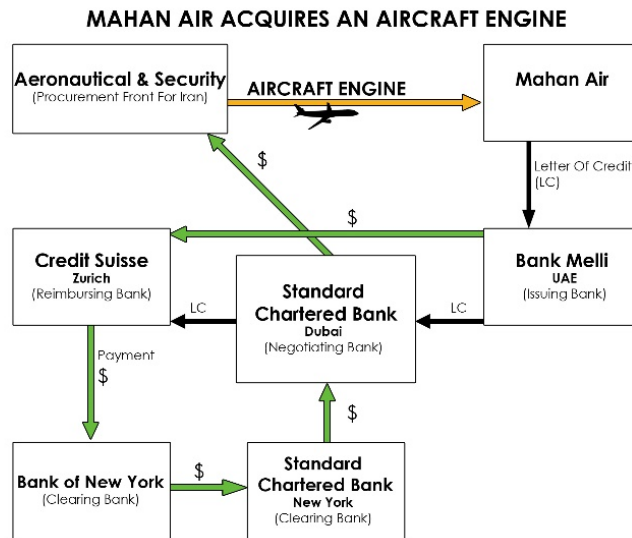 MAHAN AIR ACQUIRES AN AIRCRAFT ENGINE
Aeronautical & Security
(Procurement Front For Iran)
AIRCRAFT ENGINE
Mahan Air
Letter Of Credit
(LC)
$
$
Credit Suisse
Zurich
(Reimbursing Bank)
LC
Standard
Chartered Bank
Dubai
(Negotiating Bank)
LC
Bank Melli
UAE
(Issuing Bank)
Payment
$
$
Bank of New York
(Clearing Bank)
$
Standard
Chartered Bank
New York
(Clearing Bank)